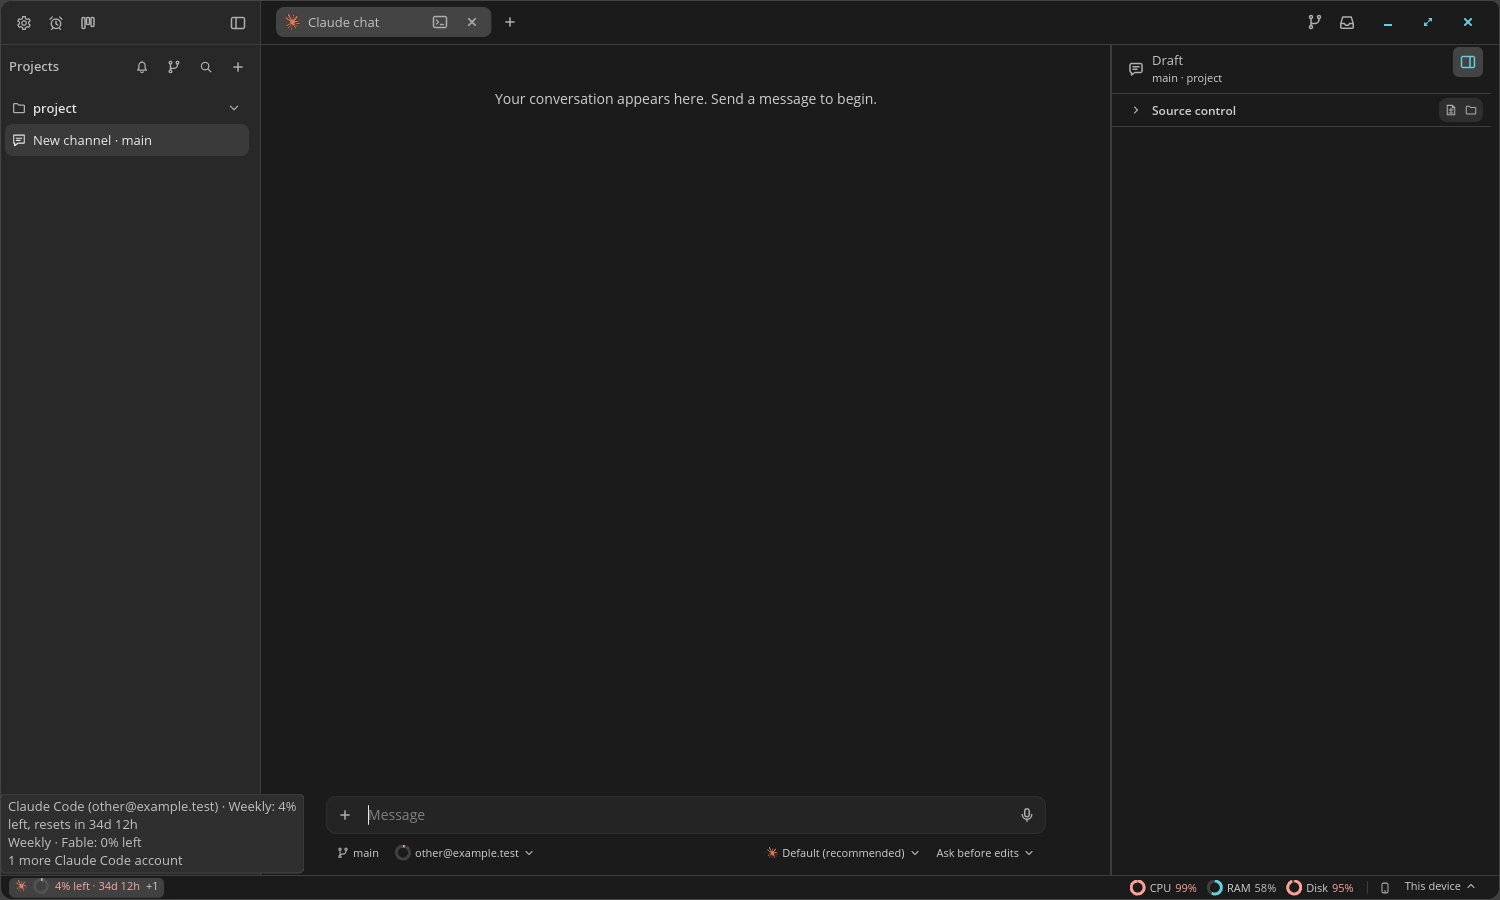 Claude chat
Projects
project
New channel · main
Your conversation appears here. Send a message to begin.
Draft
main · project
Source control
Claude Code (other@example.test) · Weekly: 4%
left, resets in 34d 12h
Weekly · Fable: 0% left
1 more Claude Code account
Message
main
other@example.test
Default (recommended)
Ask before edits
4% left · 34d 12h +1
CPU 99%
RAM 58%
Disk 95%
This device